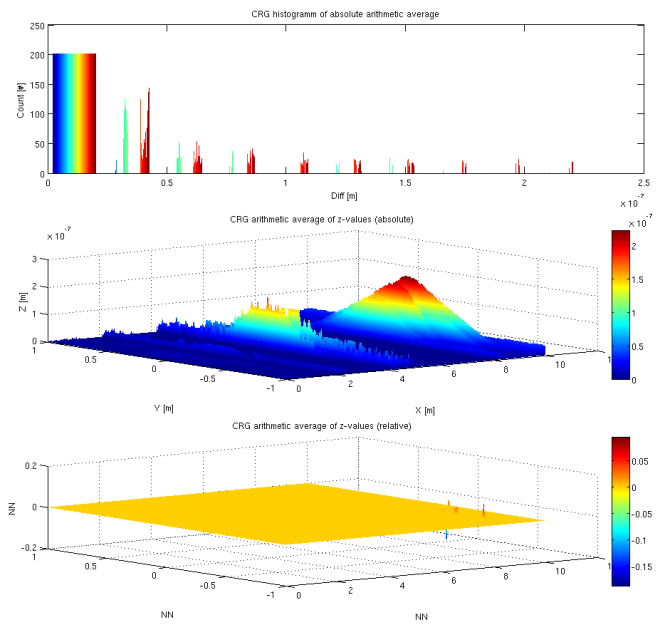 CRG histogramm of absolute arithmetic average
250
200
150
100
50
0
Count [#]
0 0.5 1 1.5 2 2.5
Diff [m]
× 10⁻⁷
CRG arithmetic average of z-values (absolute)
× 10⁻⁷
3
2
1
0
Z [m]
1 0.5 0 -0.5 -1
Y [m]
0 2 4 6 8 10
X [m]
× 10⁻⁷
2
1.5
1
0.5
0
CRG arithmetic average of z-values (relative)
0.2
0
-0.2
NN
1 0.5 0 -0.5 -1
NN
0 2 4 6 8 10
NN
0.05
0
-0.05
-0.1
-0.15